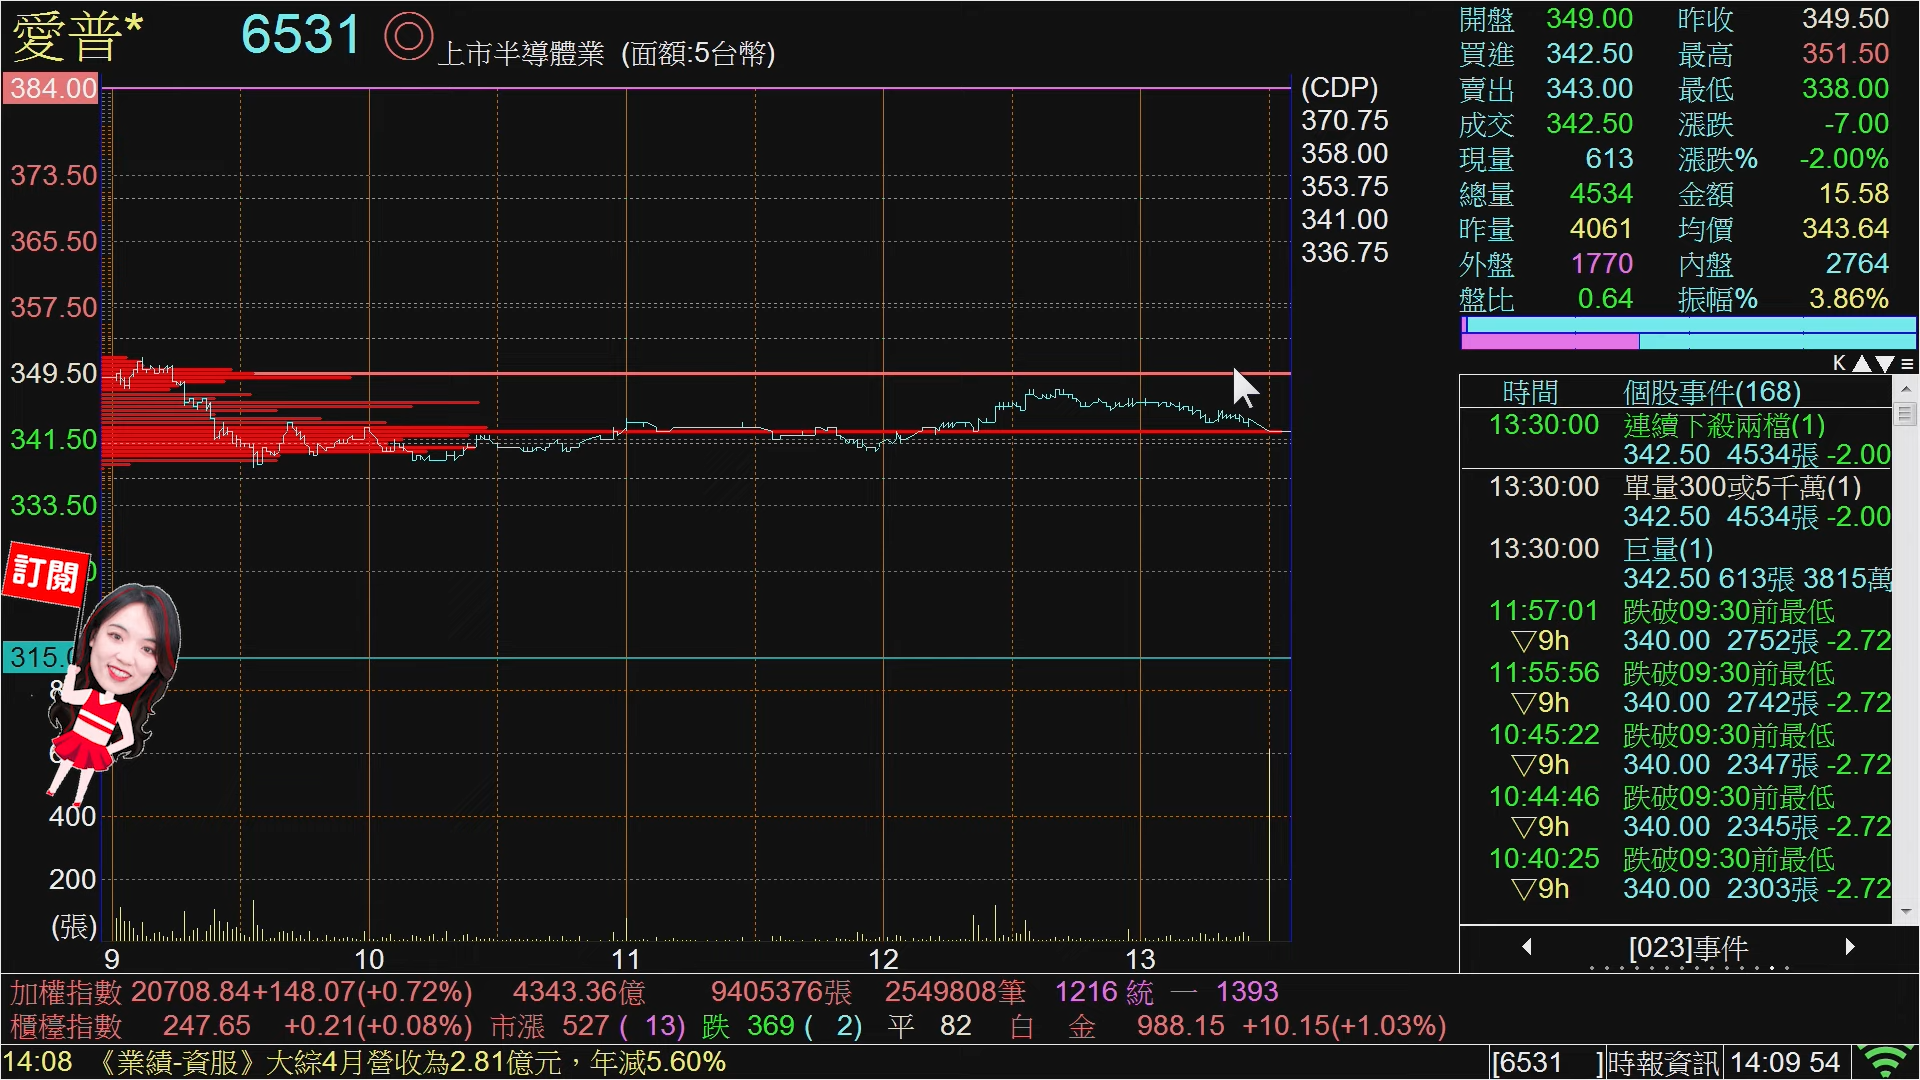 愛普* 6531 上市半導體業 (面額:5台幣)
384.00
373.50
365.50
357.50
349.50
341.50
333.50
訂閱
315.
400
200
(張)
9 10 11 12 13
(CDP)
370.75
358.00
353.75
341.00
336.75
開盤 349.00 昨收 349.50
買進 342.50 最高 351.50
賣出 343.00 最低 338.00
成交 342.50 漲跌 -7.00
現量 613 漲跌% -2.00%
總量 4534 金額 15.58
昨量 4061 均價 343.64
外盤 1770 內盤 2764
盤比 0.64 振幅% 3.86%
K▲▼≡
時間 個股事件(168)
13:30:00 連續下殺兩檔(1)
342.50 4534張 -2.00
13:30:00 單量300或5千萬(1)
342.50 4534張 -2.00
13:30:00 巨量(1)
342.50 613張 3815萬
11:57:01 跌破09:30前最低
▽9h 340.00 2752張 -2.72
11:55:56 跌破09:30前最低
▽9h 340.00 2742張 -2.72
10:45:22 跌破09:30前最低
▽9h 340.00 2347張 -2.72
10:44:46 跌破09:30前最低
▽9h 340.00 2345張 -2.72
10:40:25 跌破09:30前最低
▽9h 340.00 2303張 -2.72
[023]事件
加權指數 20708.84+148.07(+0.72%) 4343.36億 9405376張 2549808筆 1216 統 一 1393
櫃檯指數 247.65 +0.21(+0.08%) 市漲 527 ( 13) 跌 369 ( 2) 平 82 白 金 988.15 +10.15(+1.03%)
14:08 《業績-資服》大綜4月營收為2.81億元，年減5.60% [6531 ]時報資訊 14:09 54